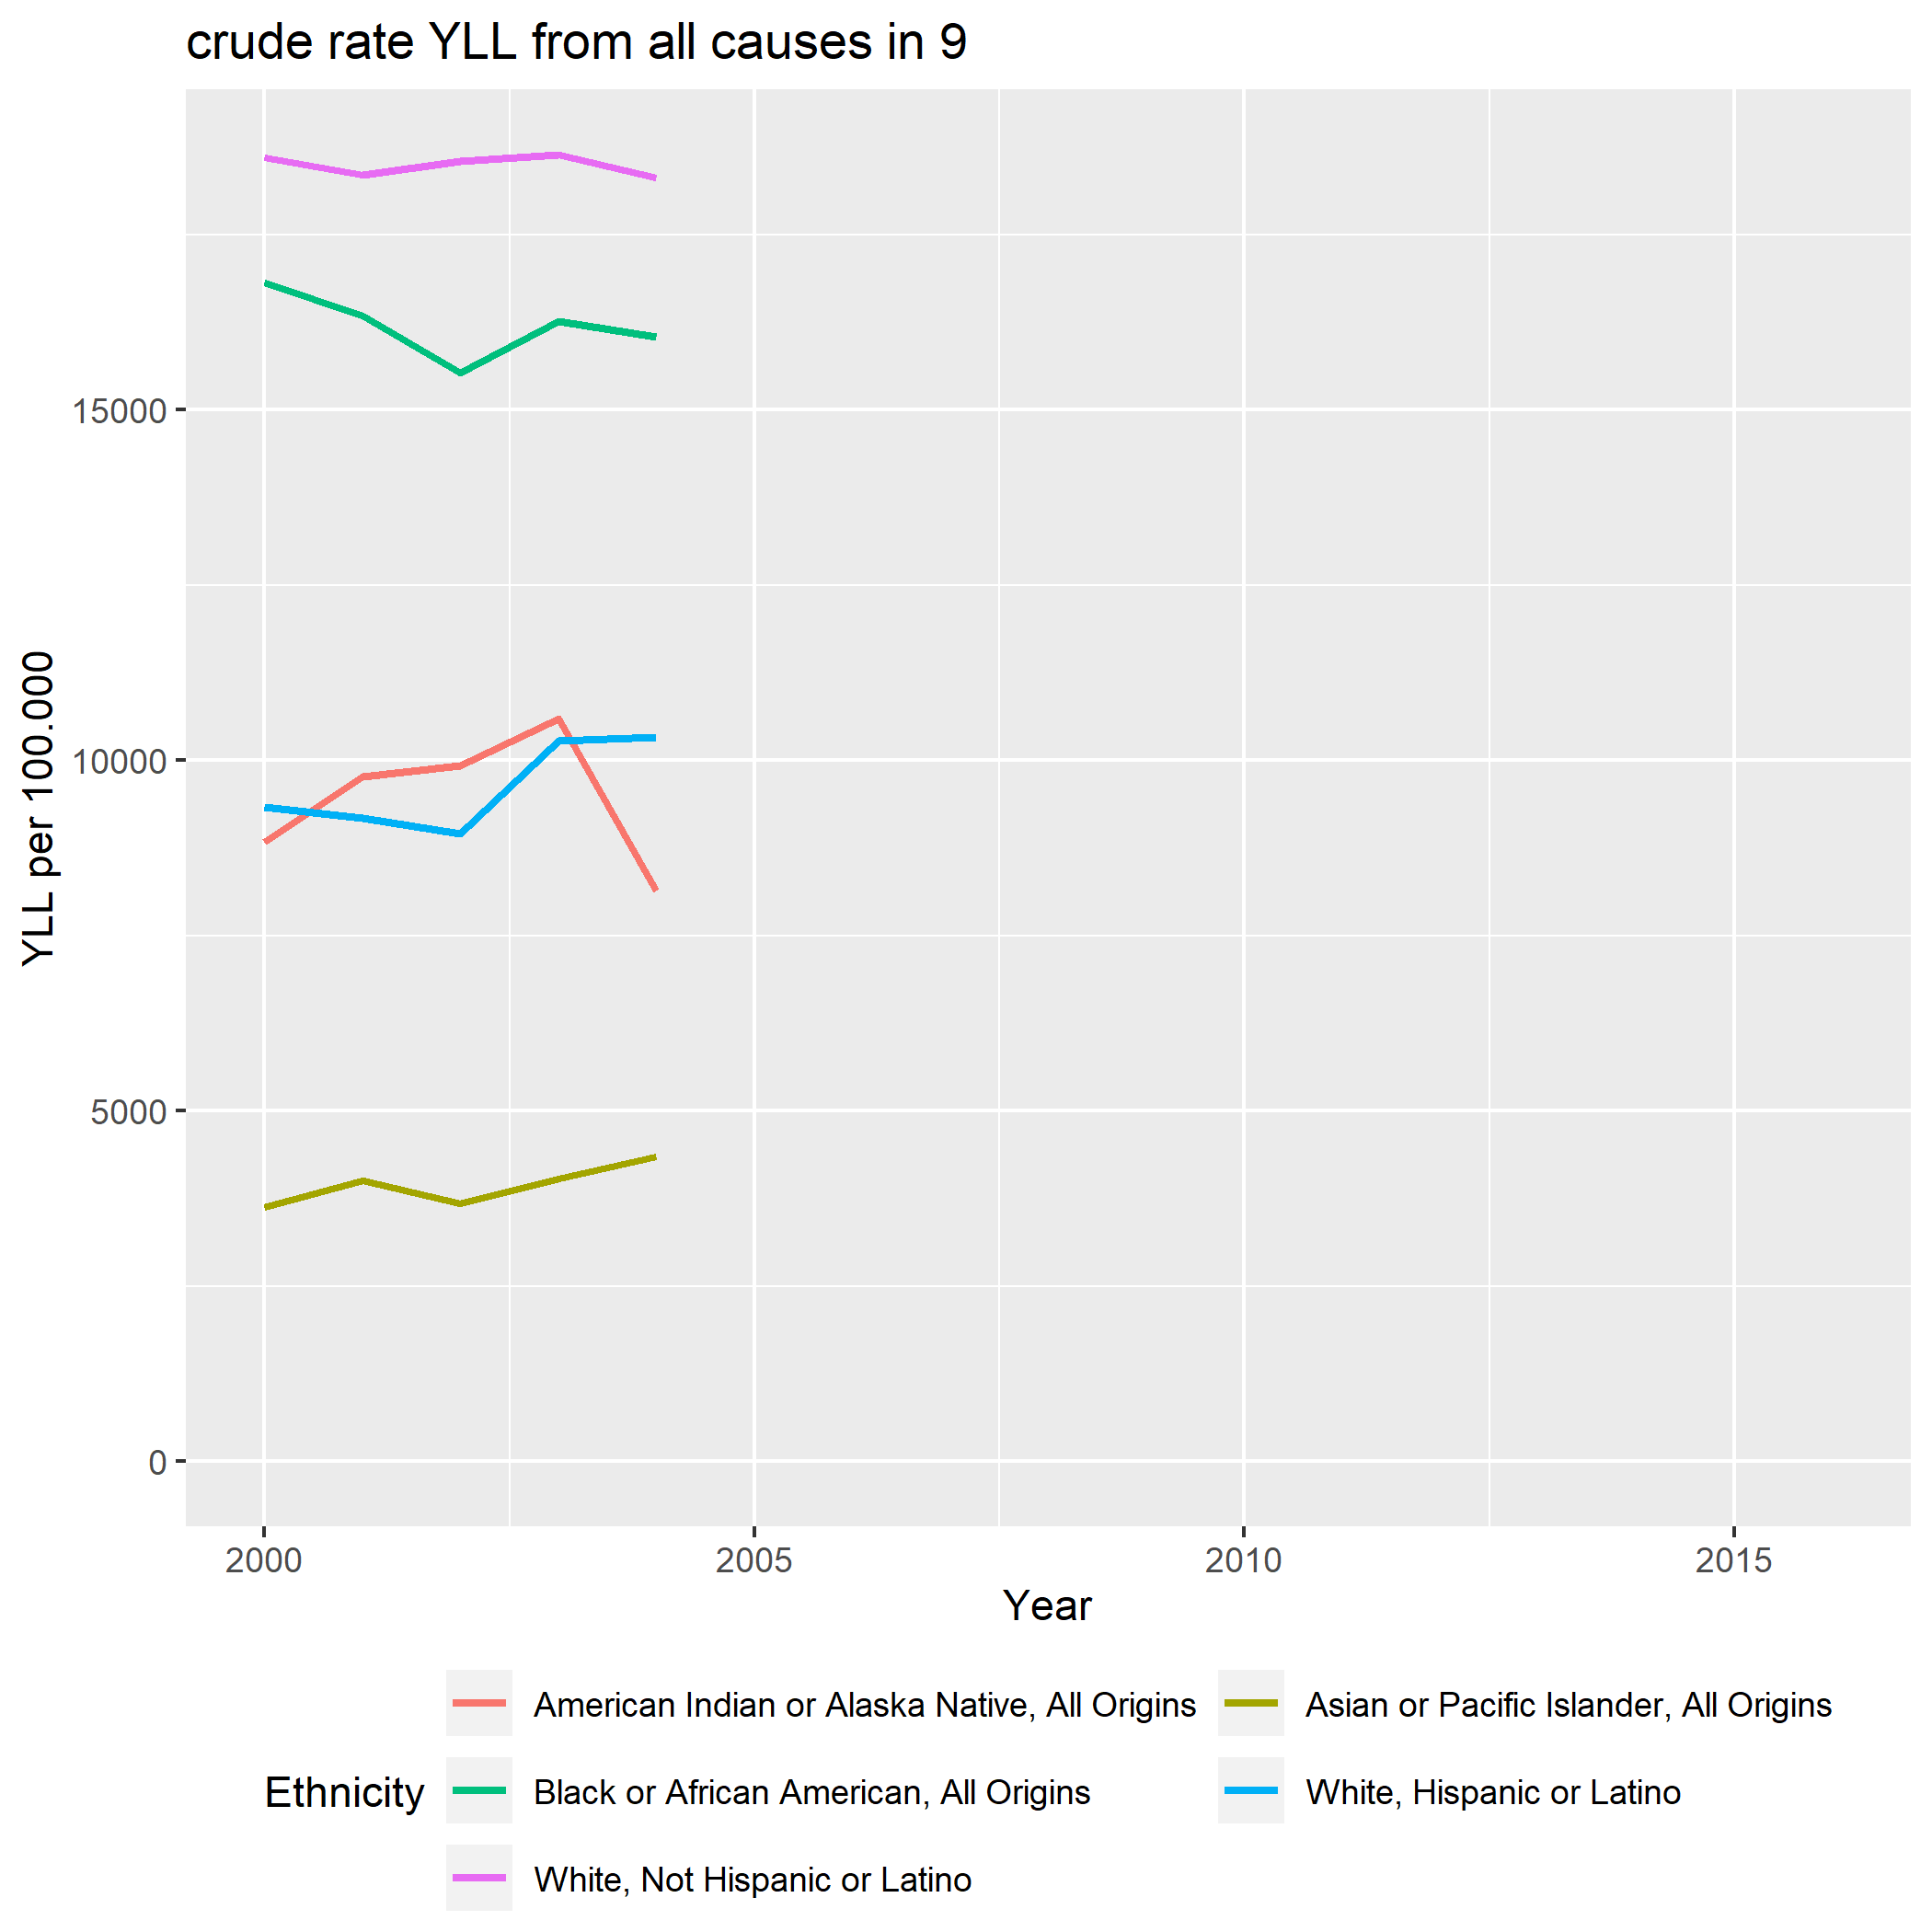 crude rate YLL from all causes in 9
YLL per 100.000
15000
10000
5000
0
2000 2005 2010 2015
Year
Ethnicity
American Indian or Alaska Native, All Origins
Asian or Pacific Islander, All Origins
Black or African American, All Origins
White, Hispanic or Latino
White, Not Hispanic or Latino